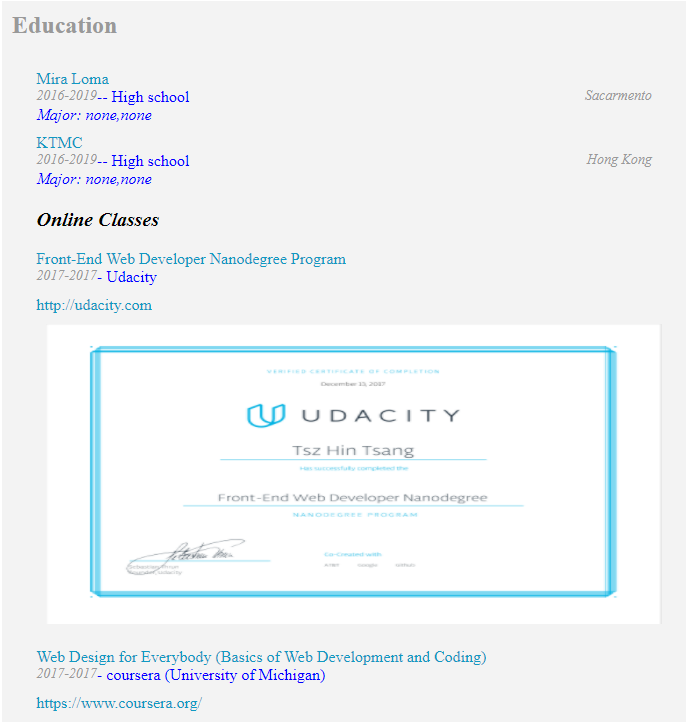 Education
Mira Loma
2016-2019-- High school Sacarmento
Major: none,none
KTMC
2016-2019-- High school Hong Kong
Major: none,none
Online Classes
Front-End Web Developer Nanodegree Program
2017-2017- Udacity
http://udacity.com
VERIFIED CERTIFICATE OF COMPLETION
December 13, 2017
UDACITY
Tsz Hin Tsang
Has successfully completed the
Front-End Web Developer Nanodegree
NANODEGREE PROGRAM
Co-Created with
AT&T Google Github
Web Design for Everybody (Basics of Web Development and Coding)
2017-2017- coursera (University of Michigan)
https://www.coursera.org/